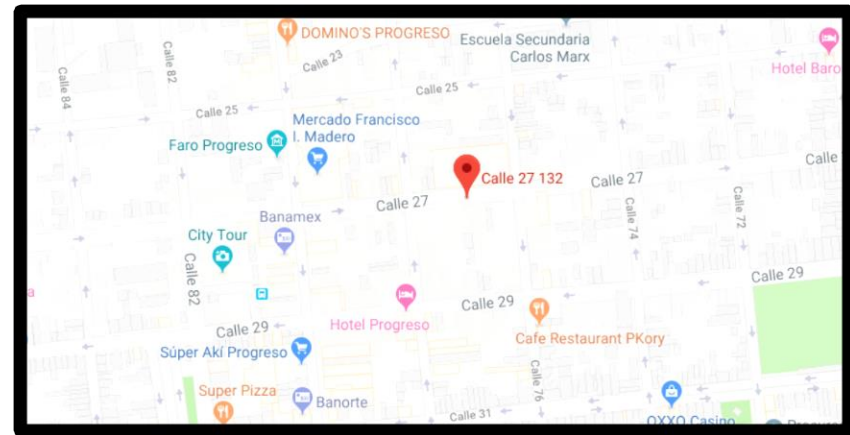 DOMINO'S PROGRESO
Escuela Secundaria
Carlos Marx
Hotel Baro
Calle 84
Calle 82
Calle 23
Calle 25
Calle 25
Mercado Francisco
I. Madero
Faro Progreso
Calle 27 132
Calle 27
Calle 27
Calle
Calle 74
Calle 72
Banamex
City Tour
Calle 82
a
Calle 29
Calle 29
Calle 29
Hotel Progreso
Cafe Restaurant PKory
Súper Akí Progreso
Super Pizza
Banorte
Calle 76
Calle 31
OXXO Casino